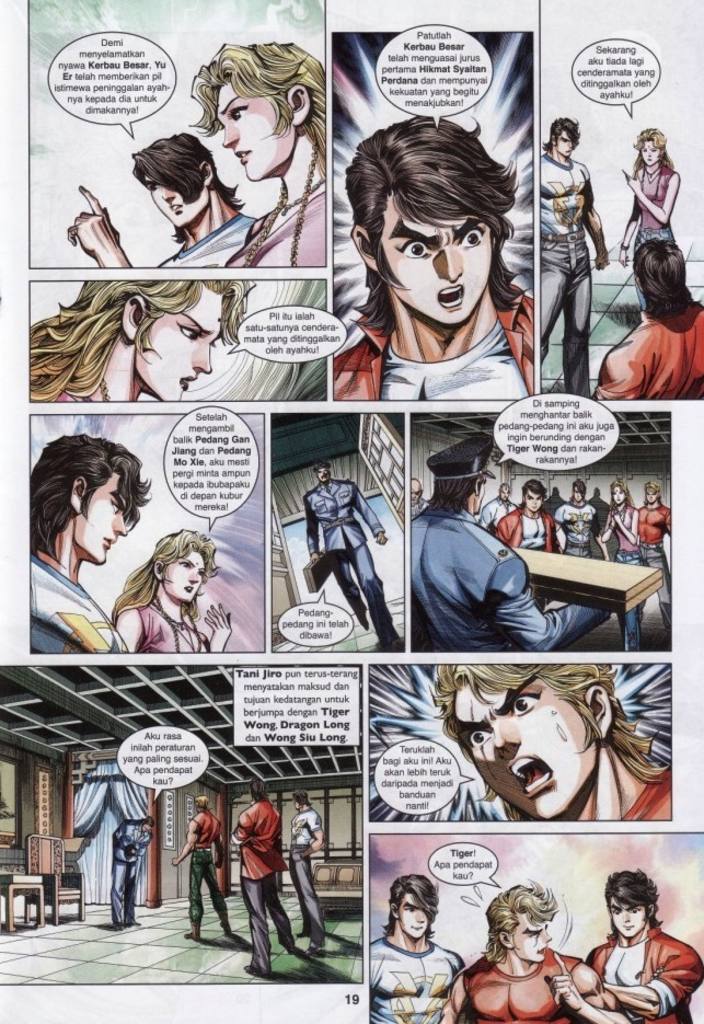 Demi
menyelamatkan
nyawa Kerbau Besar, Yu
Er telah memberikan pil
istimewa peninggalan ayah-
nya kepada dia untuk
dimakannya!
Patutlah
Kerbau Besar
telah menguasai jurus
pertama Hikmat Syaitan
Perdana dan mempunyai
kekuatan yang begitu
menakjubkan!
Sekarang
aku tiada lagi
cenderamata yang
ditinggalkan oleh
ayahku!
Pil itu ialah
satu-satunya cendera-
mata yang ditinggalkan
oleh ayahku!
Setelah
mengambil
balik Pedang Gan
Jiang dan Pedang
Mo Xie, aku mesti
pergi minta ampun
kepada ibubapaku
di depan kubur
mereka!
Pedang-
pedang ini telah
dibawa!
Di samping
menghantar balik
pedang-pedang ini aku juga
ingin berunding dengan
Tiger Wong dan rakan-
rakannya!
Tani Jiro pun terus-terang
menyatakan maksud dan
tujuan kedatangan untuk
berjumpa dengan Tiger
Wong, Dragon Long
dan Wong Siu Long.
Aku rasa
inilah peraturan
yang paling sesuai.
Apa pendapat
kau?
Teruklah
bagi aku ini! Aku
akan lebih teruk
daripada menjadi
banduan
nanti!
Tiger!
Apa pendapat
kau?
19